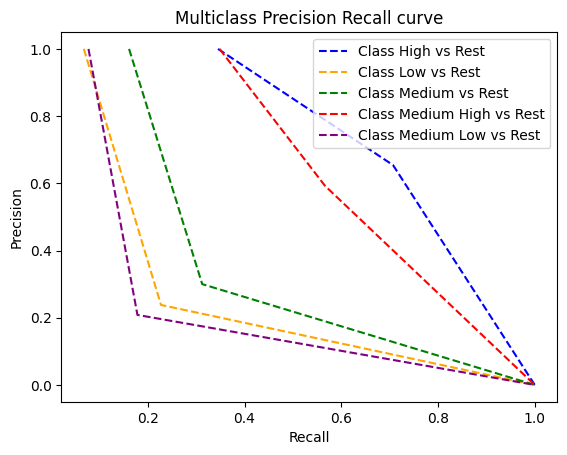 Multiclass Precision Recall curve
Class High vs Rest
Class Low vs Rest
Class Medium vs Rest
Class Medium High vs Rest
Class Medium Low vs Rest
Precision
1.0
0.8
0.6
0.4
0.2
0.0
0.2 0.4 0.6 0.8 1.0
Recall